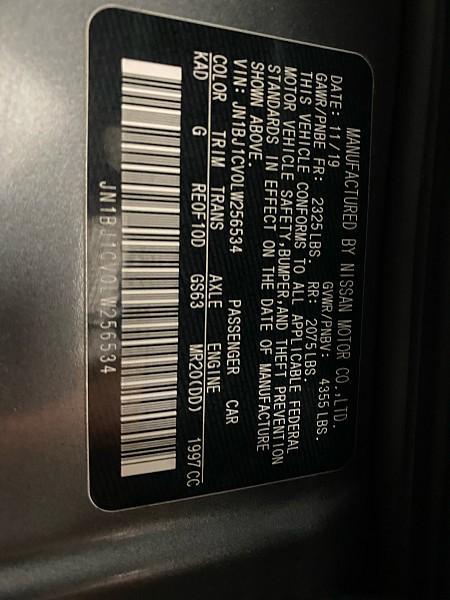 MANUFACTURED BY NISSAN MOTOR CO.,LTD.
DATE: 11/19 GVWR/PNBV: 4355 LBS.
GAWR/PNBE FR: 2325 LBS. RR: 2075 LBS.
THIS VEHICLE CONFORMS TO ALL APPLICABLE FEDERAL
MOTOR VEHICLE SAFETY,BUMPER,AND THEFT PREVENTION
STANDARDS IN EFFECT ON THE DATE OF MANUFACTURE
SHOWN ABOVE.
VIN: JN1BJ1CV0LW256534 PASSENGER CAR
COLOR TRIM TRANS AXLE ENGINE
KAD G RE0F10D GS63 MR20(DD) 1997CC
JN1BJ1CV0LW256534